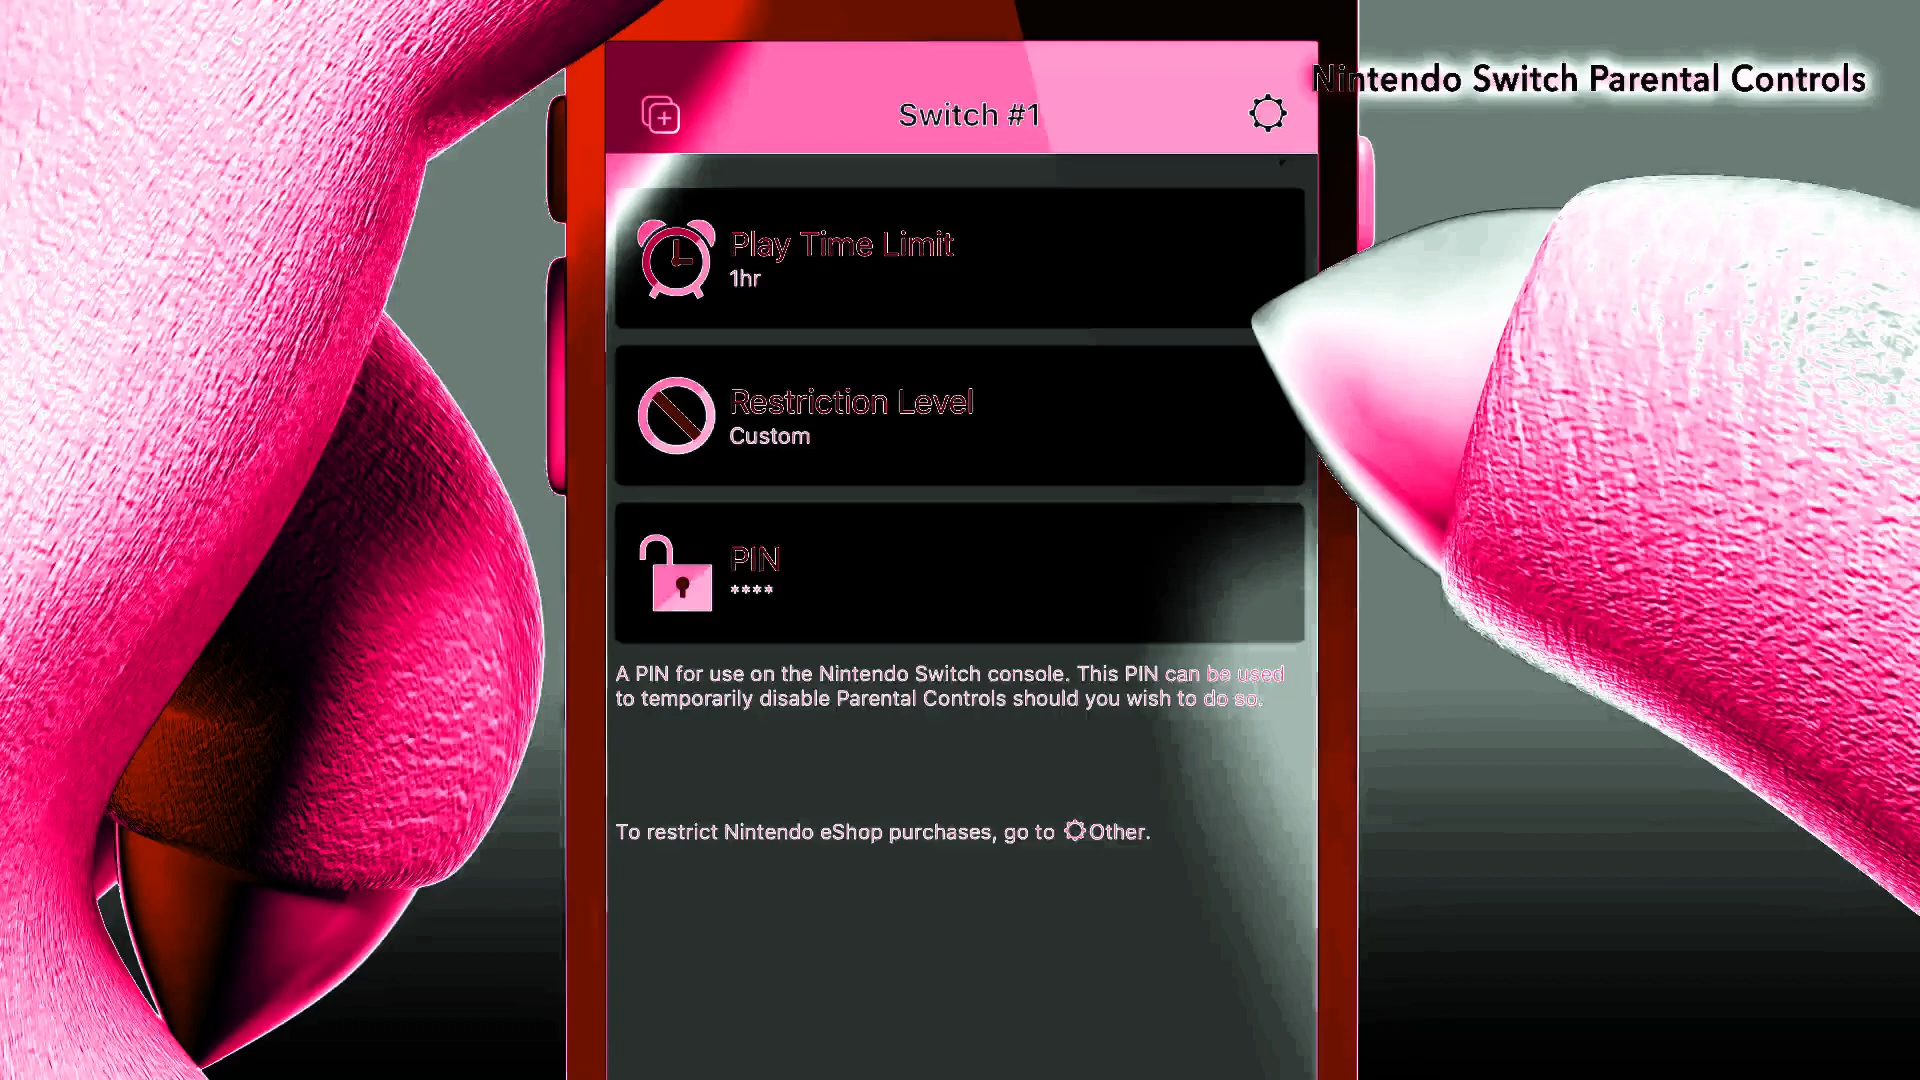 Nintendo Switch Parental Controls
Switch #1
Play Time Limit
1hr
Restriction Level
Custom
PIN
****
A PIN for use on the Nintendo Switch console. This PIN can be used
to temporarily disable Parental Controls should you wish to do so.
To restrict Nintendo eShop purchases, go to Other.